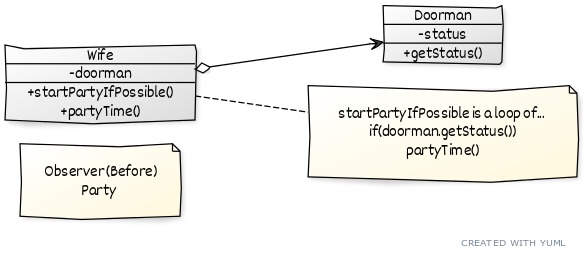 Doorman
-status
+getStatus()
Wife
-doorman
+startPartyIfPossible()
+partyTime()
startPartyIfPossible is a loop of...
if(doorman.getStatus())
partyTime()
Observer(Before)
Party
CREATED WITH YUML